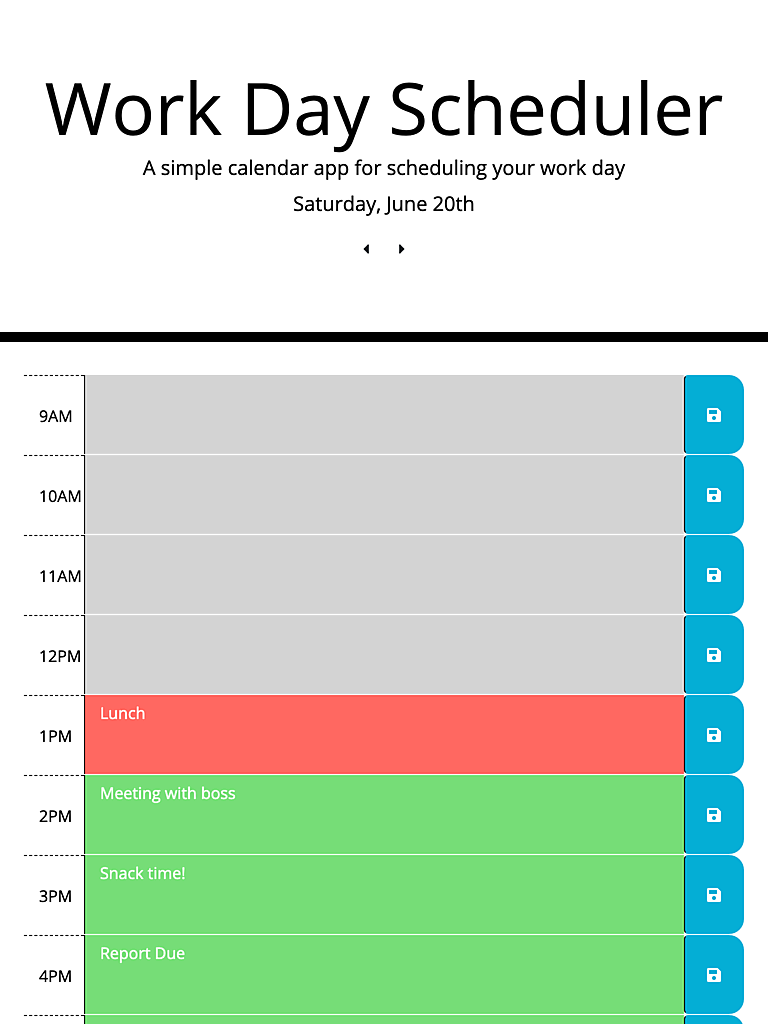 Work Day Scheduler
A simple calendar app for scheduling your work day
Saturday, June 20th
9AM
10AM
11AM
12PM
1PM Lunch
2PM Meeting with boss
3PM Snack time!
4PM Report Due